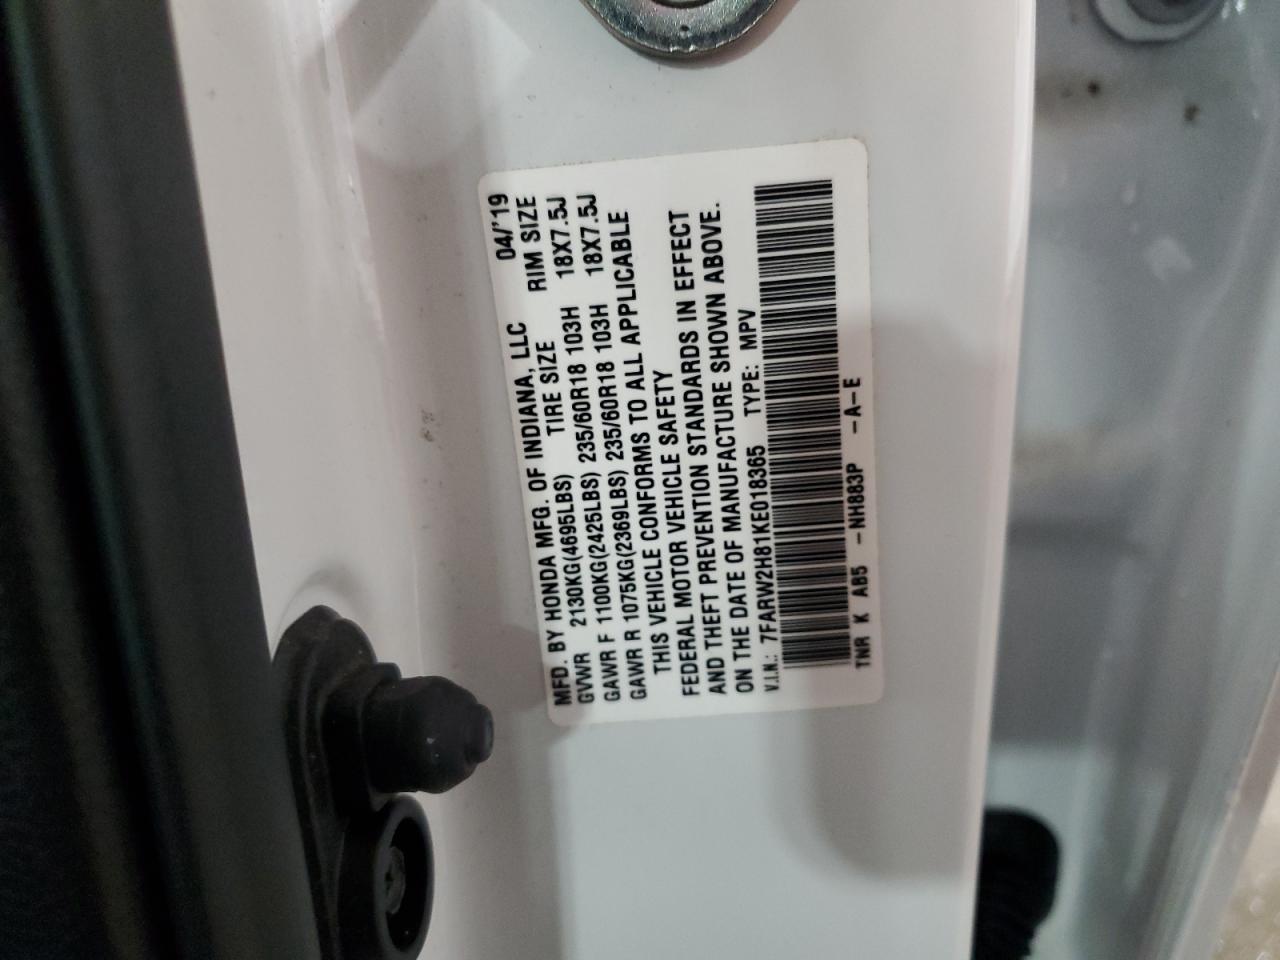 MFD. BY HONDA MFG. OF INDIANA, LLC 04/'19
GVWR 2130KG(4695LBS) TIRE SIZE RIM SIZE
GAWR F 1100KG(2425LBS) 235/60R18 103H 18X7.5J
GAWR R 1075KG(2369LBS) 235/60R18 103H 18X7.5J
THIS VEHICLE CONFORMS TO ALL APPLICABLE
FEDERAL MOTOR VEHICLE SAFETY
AND THEFT PREVENTION STANDARDS IN EFFECT
ON THE DATE OF MANUFACTURE SHOWN ABOVE.
V.I.N.: 7FARW2H81KE018365 TYPE: MPV
TNR K AB5 -NH883P -A-E